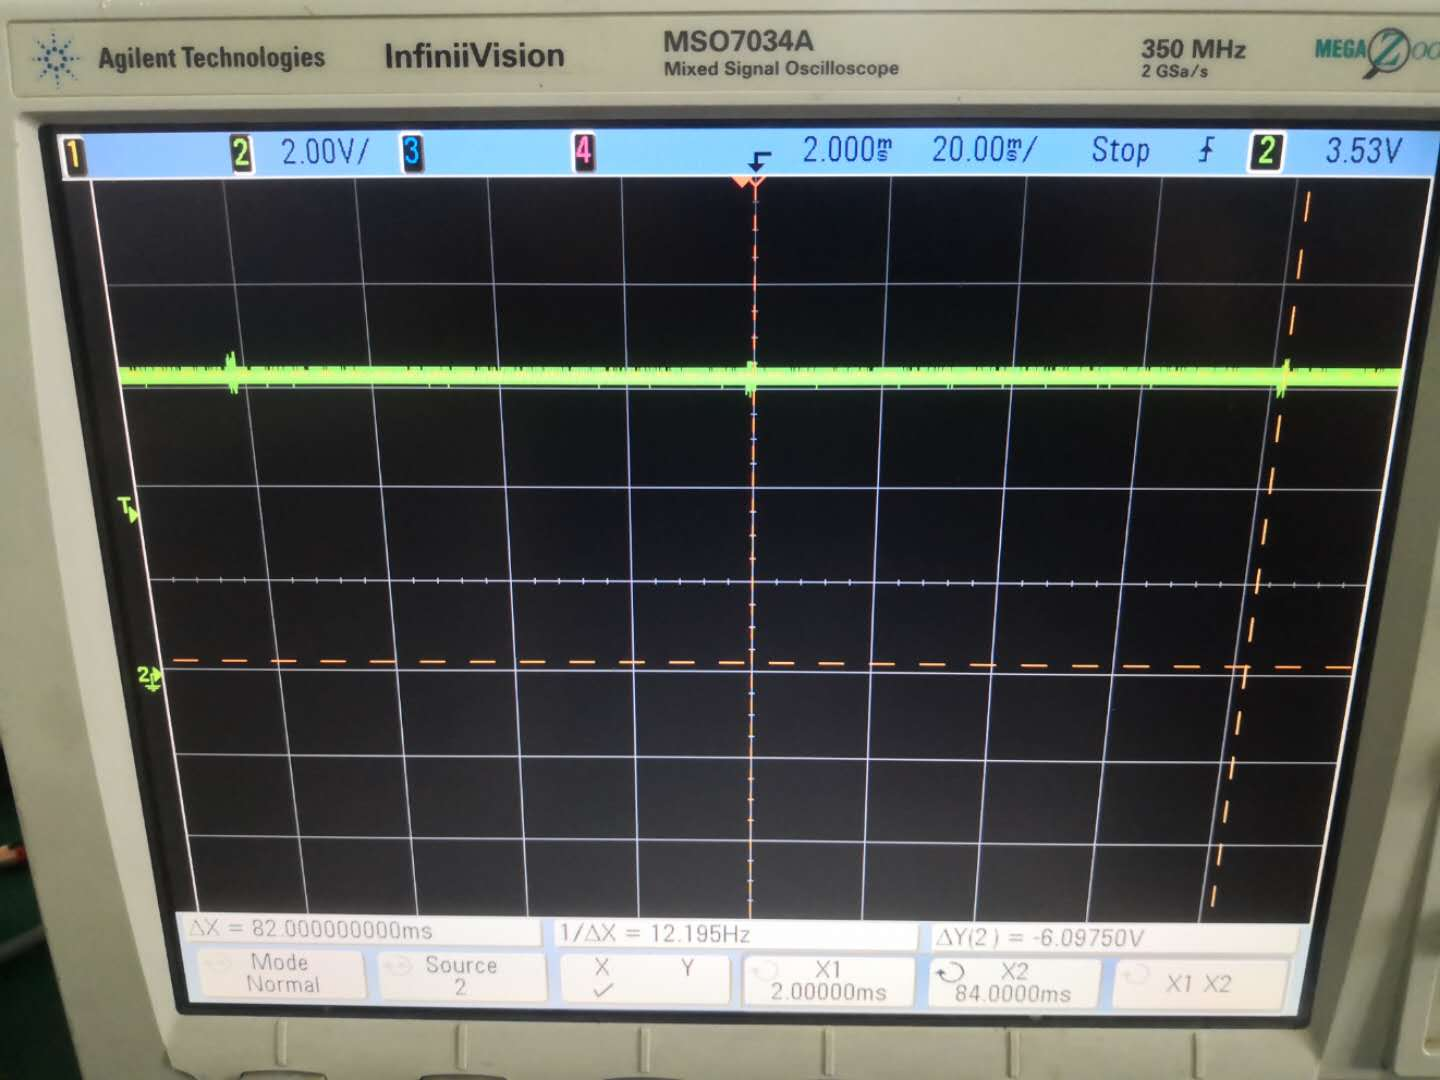 Agilent Technologies InfiniiVision MSO7034A 350 MHz MEGA Zoo
Mixed Signal Oscilloscope 2 GSa/s
1 2 2.00V/ 3 4 2.000ms 20.00ms/ Stop 2 3.53V
T
2
ΔX = 82.000000000ms 1/ΔX = 12.195Hz ΔY(2) = -6.09750V
Mode Source X Y X1 X2 X1 X2
Normal 2 ✓ 2.00000ms 84.0000ms